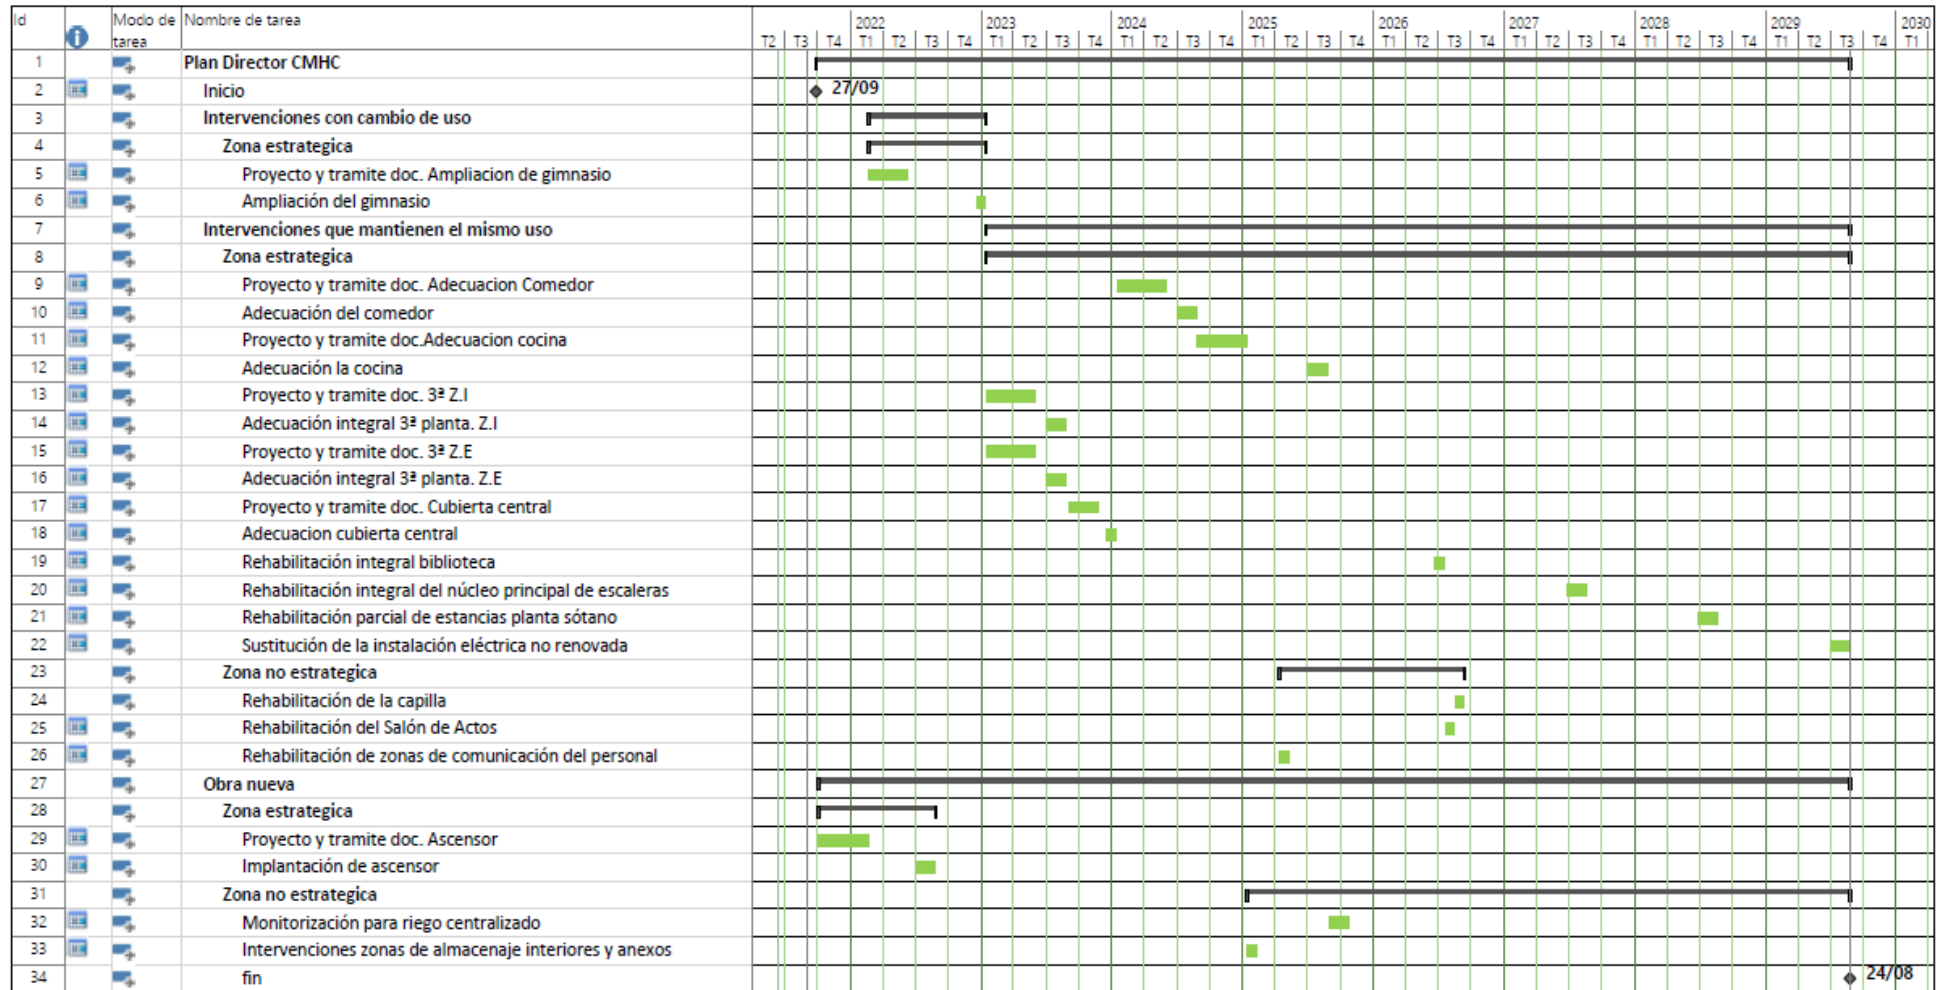 Id Modo de tarea Nombre de tarea 2022 2023 2024 2025 2026 2027 2028 2029 2030
T2 T3 T4 T1 T2 T3 T4 T1 T2 T3 T4 T1 T2 T3 T4 T1 T2 T3 T4 T1 T2 T3 T4 T1 T2 T3 T4 T1 T2 T3 T4 T1 T2 T3 T4 T1
1 Plan Director CMHC
2 Inicio 27/09
3 Intervenciones con cambio de uso
4 Zona estrategica
5 Proyecto y tramite doc. Ampliacion de gimnasio
6 Ampliación del gimnasio
7 Intervenciones que mantienen el mismo uso
8 Zona estrategica
9 Proyecto y tramite doc. Adecuacion Comedor
10 Adecuación del comedor
11 Proyecto y tramite doc.Adecuacion cocina
12 Adecuación la cocina
13 Proyecto y tramite doc. 3ª Z.I
14 Adecuación integral 3ª planta. Z.I
15 Proyecto y tramite doc. 3ª Z.E
16 Adecuación integral 3ª planta. Z.E
17 Proyecto y tramite doc. Cubierta central
18 Adecuacion cubierta central
19 Rehabilitación integral biblioteca
20 Rehabilitación integral del núcleo principal de escaleras
21 Rehabilitación parcial de estancias planta sótano
22 Sustitución de la instalación eléctrica no renovada
23 Zona no estrategica
24 Rehabilitación de la capilla
25 Rehabilitación del Salón de Actos
26 Rehabilitación de zonas de comunicación del personal
27 Obra nueva
28 Zona estrategica
29 Proyecto y tramite doc. Ascensor
30 Implantación de ascensor
31 Zona no estrategica
32 Monitorización para riego centralizado
33 Intervenciones zonas de almacenaje interiores y anexos
34 fin 24/08